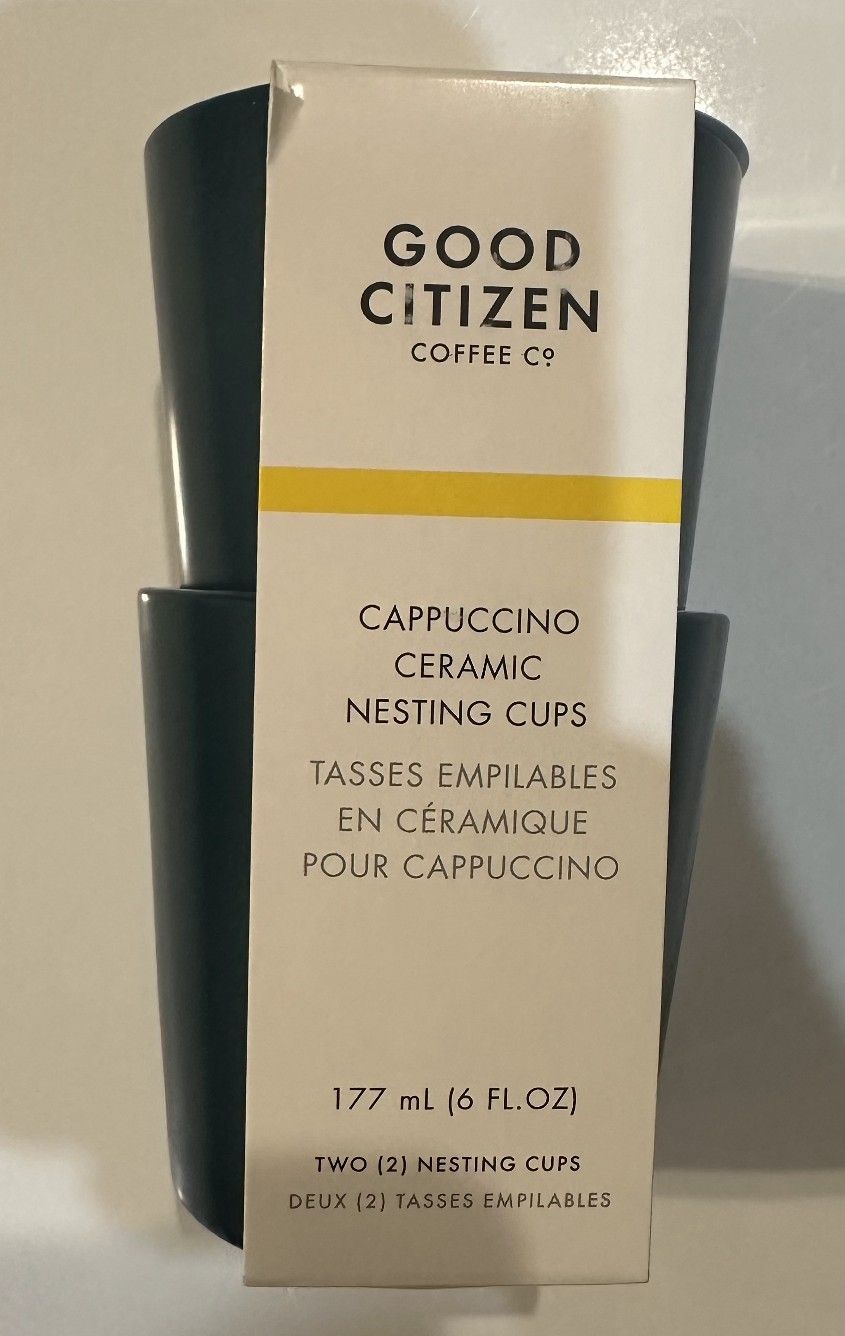 GOOD
CITIZEN
COFFEE Cº
CAPPUCCINO
CERAMIC
NESTING CUPS
TASSES EMPILABLES
EN CÉRAMIQUE
POUR CAPPUCCINO
177 mL (6 FL.OZ)
TWO (2) NESTING CUPS
DEUX (2) TASSES EMPILABLES